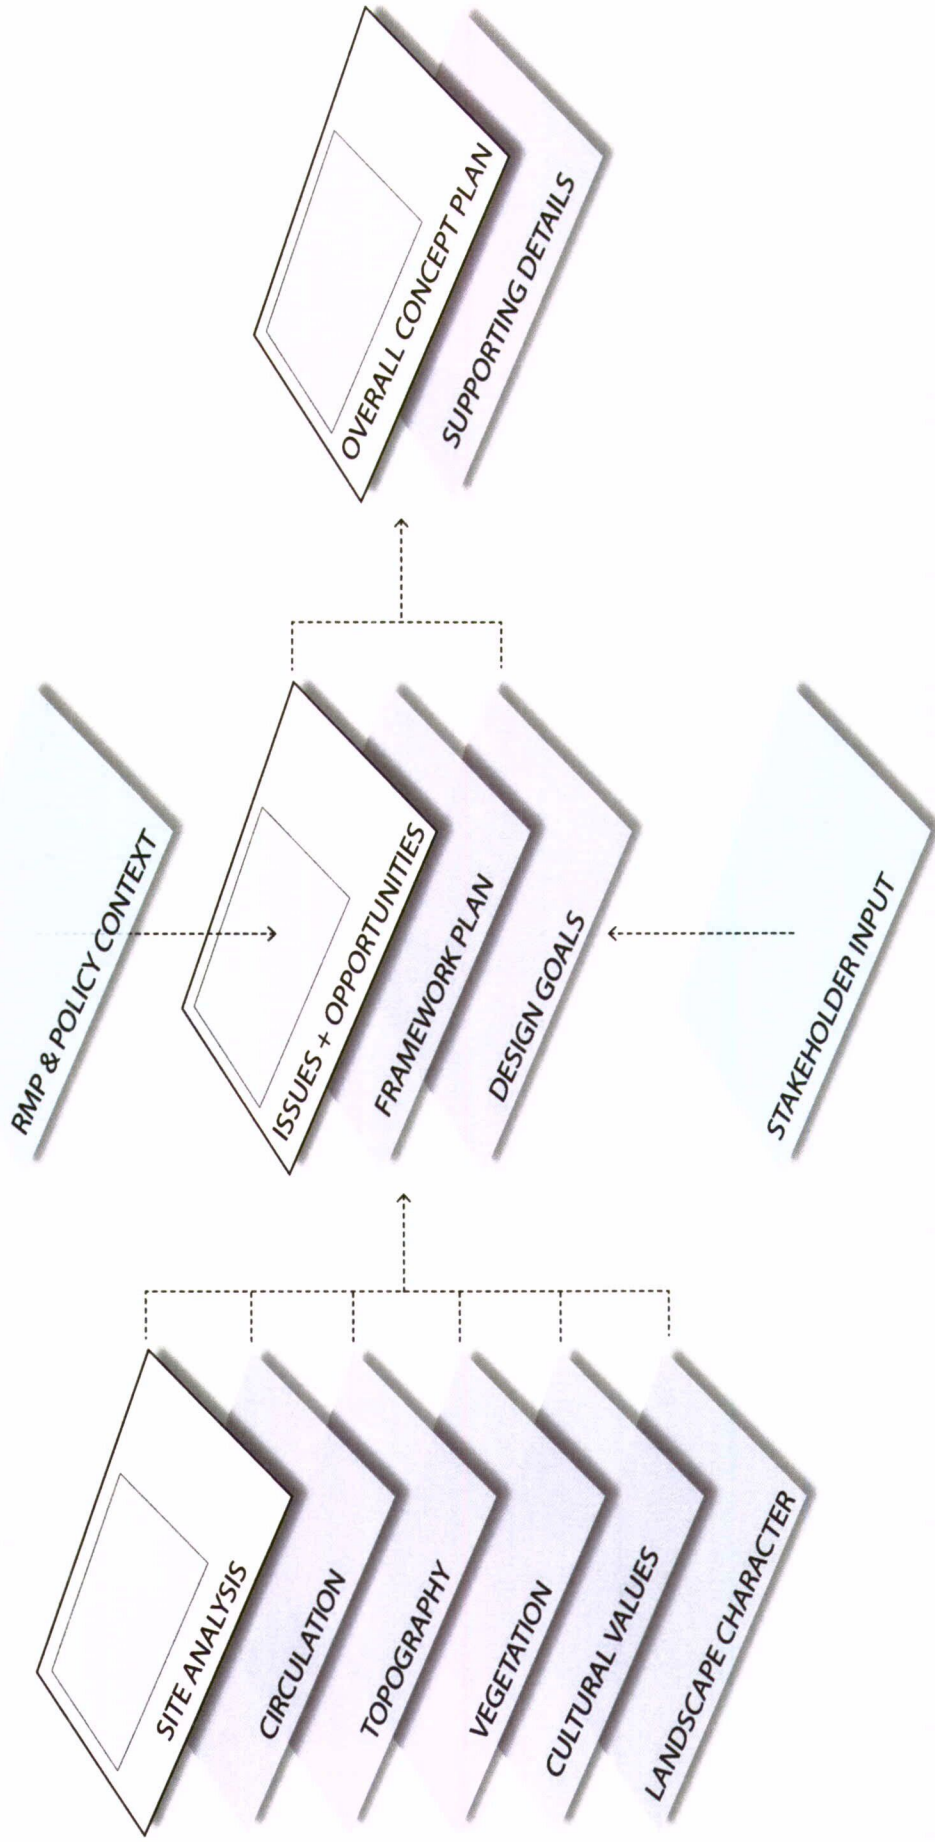 SITE ANALYSIS
CIRCULATION
TOPOGRAPHY
VEGETATION
CULTURAL VALUES
LANDSCAPE CHARACTER
RMP & POLICY CONTEXT
ISSUES + OPPORTUNITIES
FRAMEWORK PLAN
DESIGN GOALS
STAKEHOLDER INPUT
OVERALL CONCEPT PLAN
SUPPORTING DETAILS